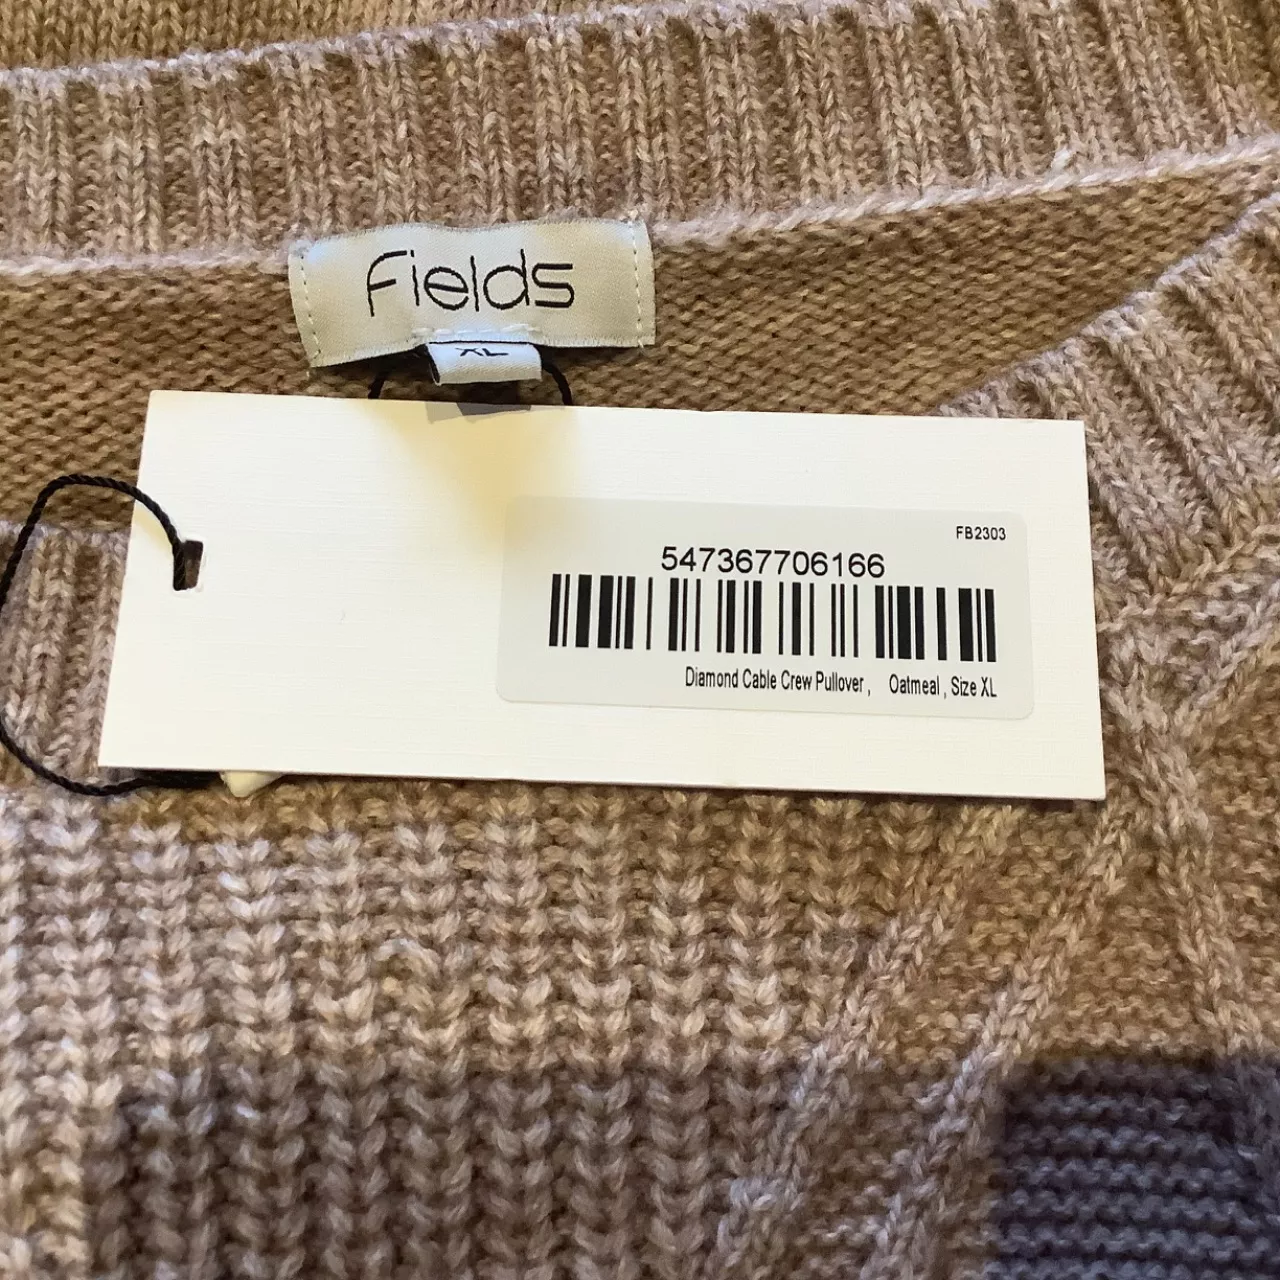 Fields
XL
FB2303
547367706166
Diamond Cable Crew Pullover , Oatmeal , Size XL